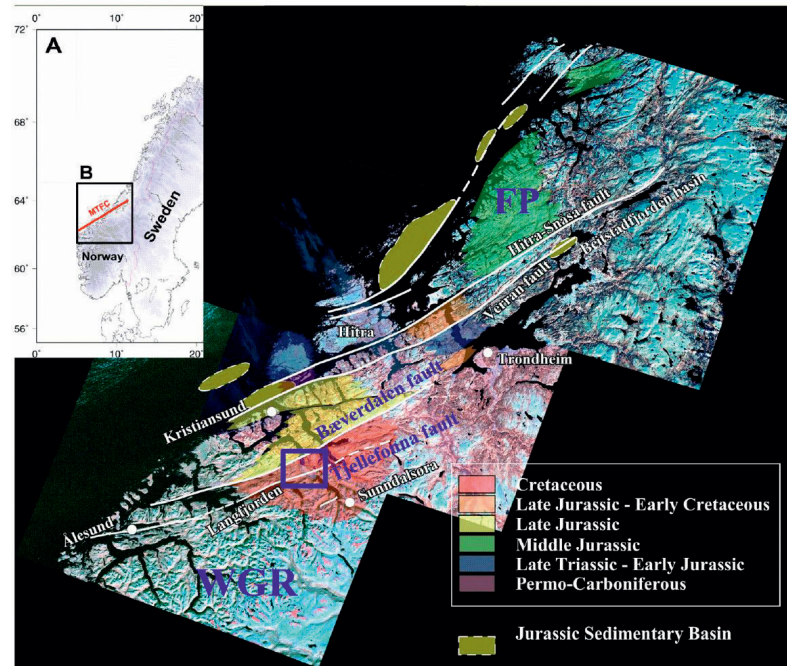 0° 10° 20°
72°
A
68°
B
64°
MTFC
Sweden
Norway
60°
56°
FP
Hitra-Snåsa fault
Beitstadfjorden basin
Verran fault
Hitra
Trondheim
Kristiansund
Bæverdalen fault
Tjellefonna fault
Sunndalsøra
Langfjorden
Ålesund
WGR
Cretaceous
Late Jurassic - Early Cretaceous
Late Jurassic
Middle Jurassic
Late Triassic - Early Jurassic
Permo-Carboniferous
Jurassic Sedimentary Basin